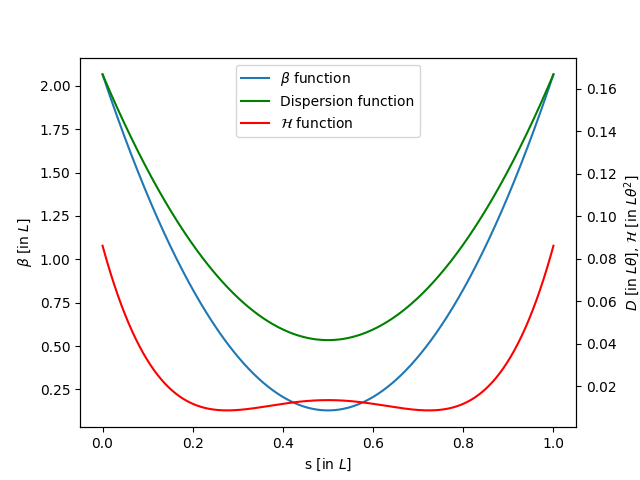 β function
Dispersion function
ℋ function
2.00
1.75
1.50
1.25
1.00
0.75
0.50
0.25
β [in L]
0.16
0.14
0.12
0.10
0.08
0.06
0.04
0.02
D [in Lθ], ℋ [in Lθ²]
0.0 0.2 0.4 0.6 0.8 1.0
s [in L]